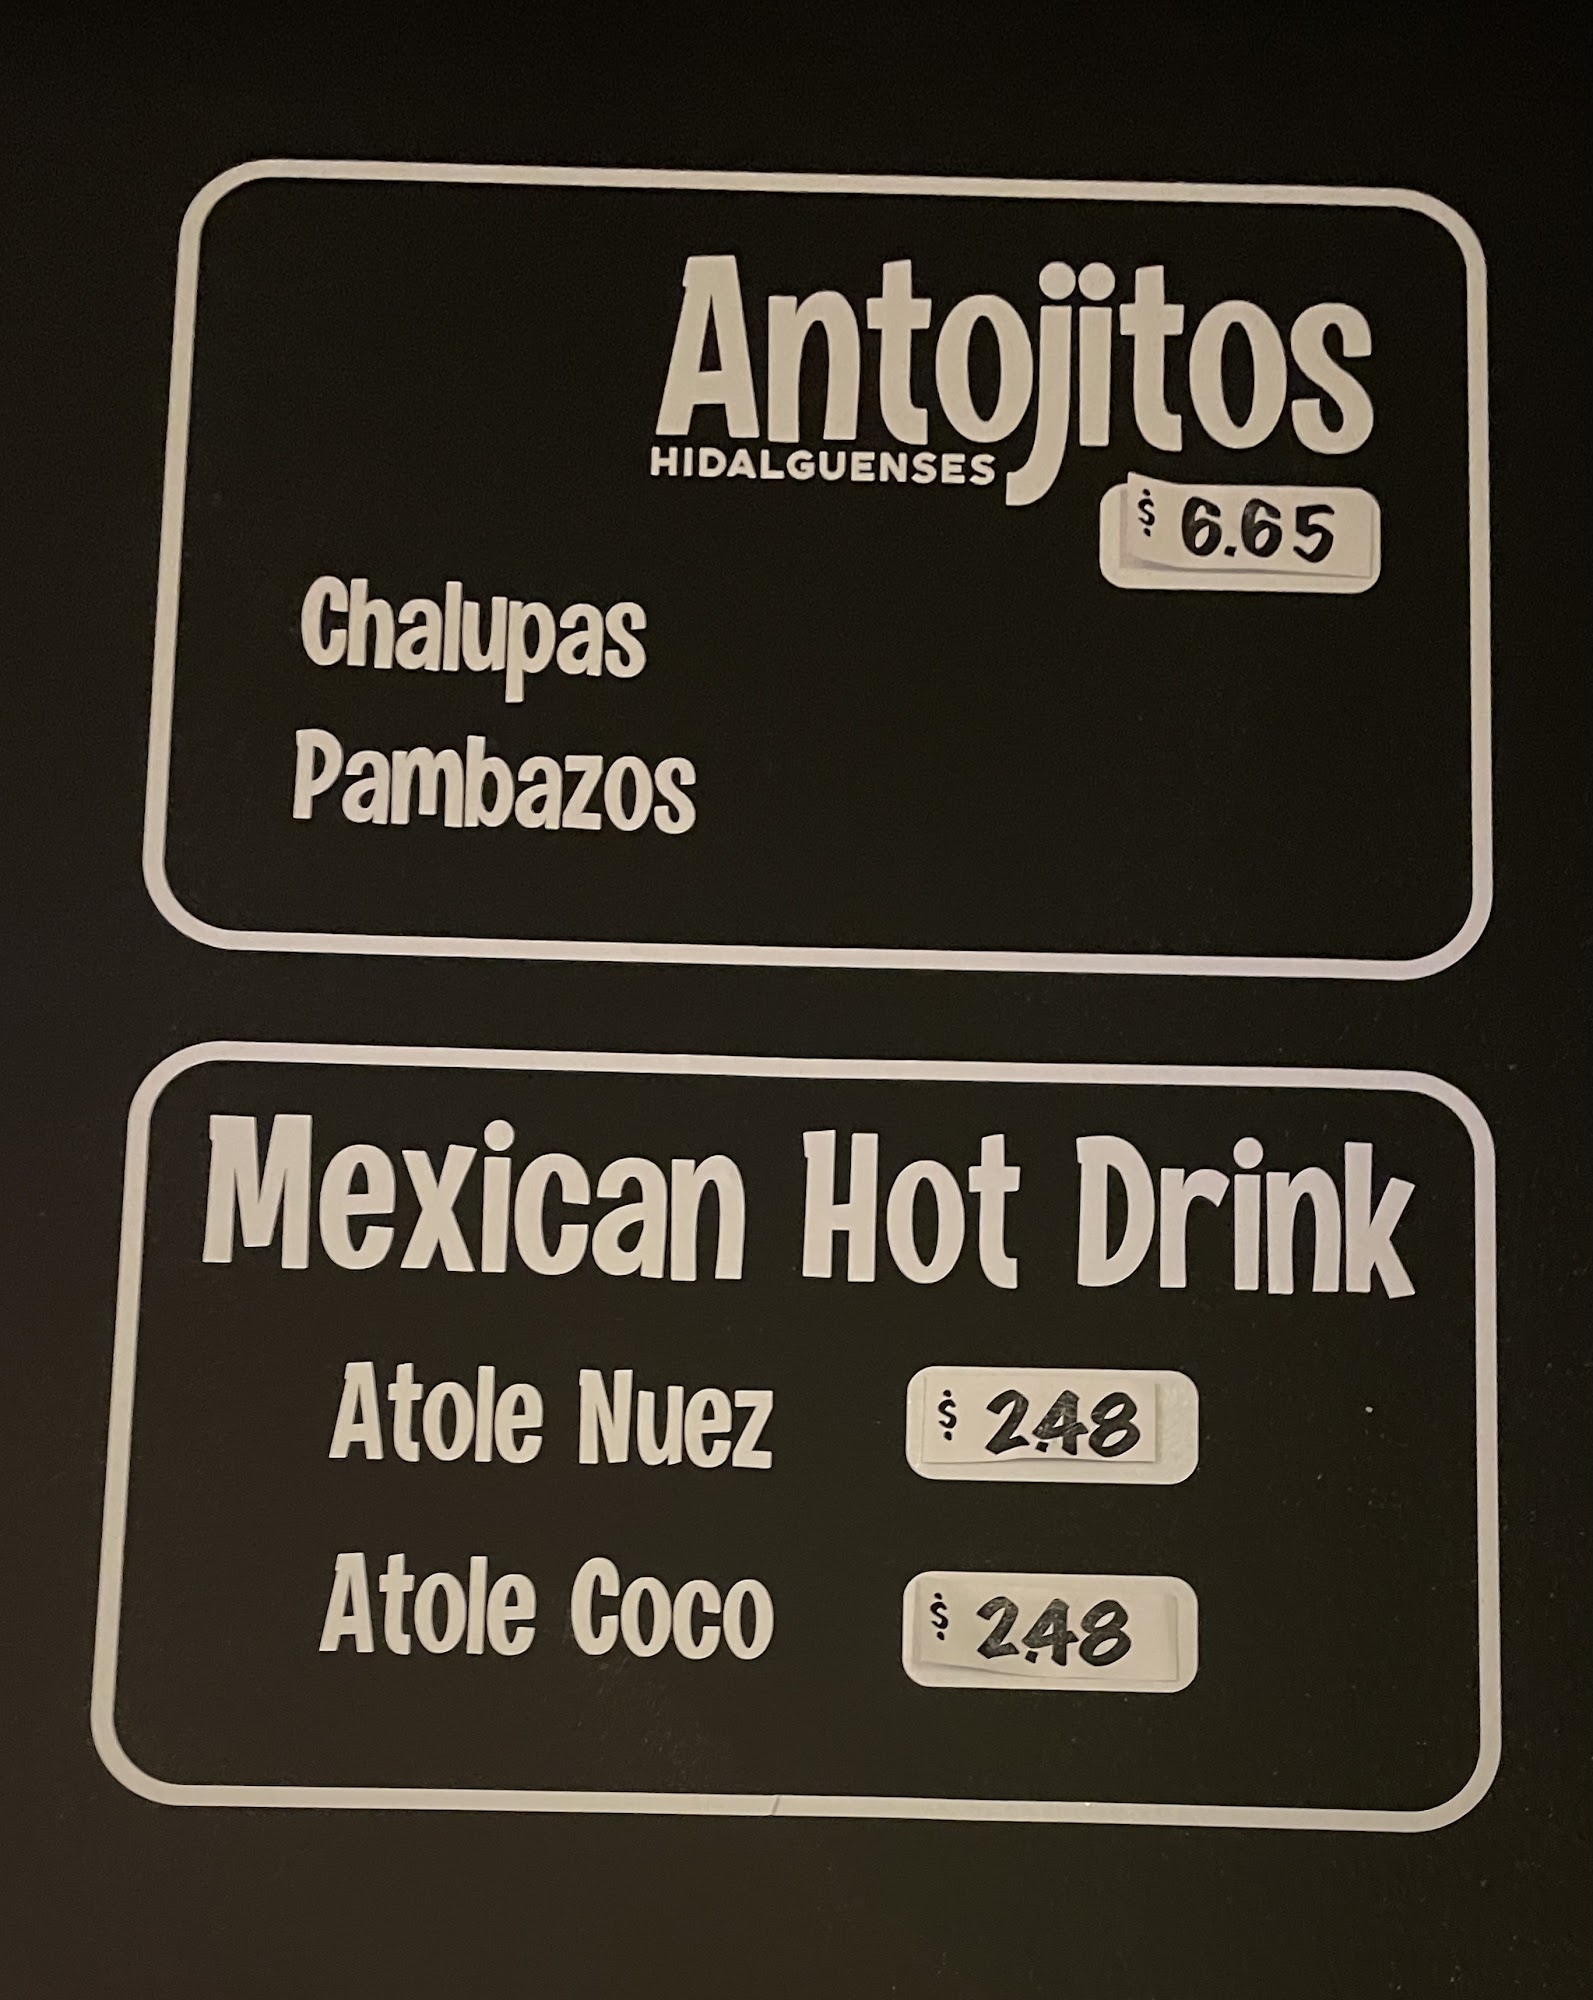 Antojitos
HIDALGUENSES
$ 6.65
Chalupas
Pambazos
Mexican Hot Drink
Atole Nuez $ 2.48
Atole Coco $ 2.48